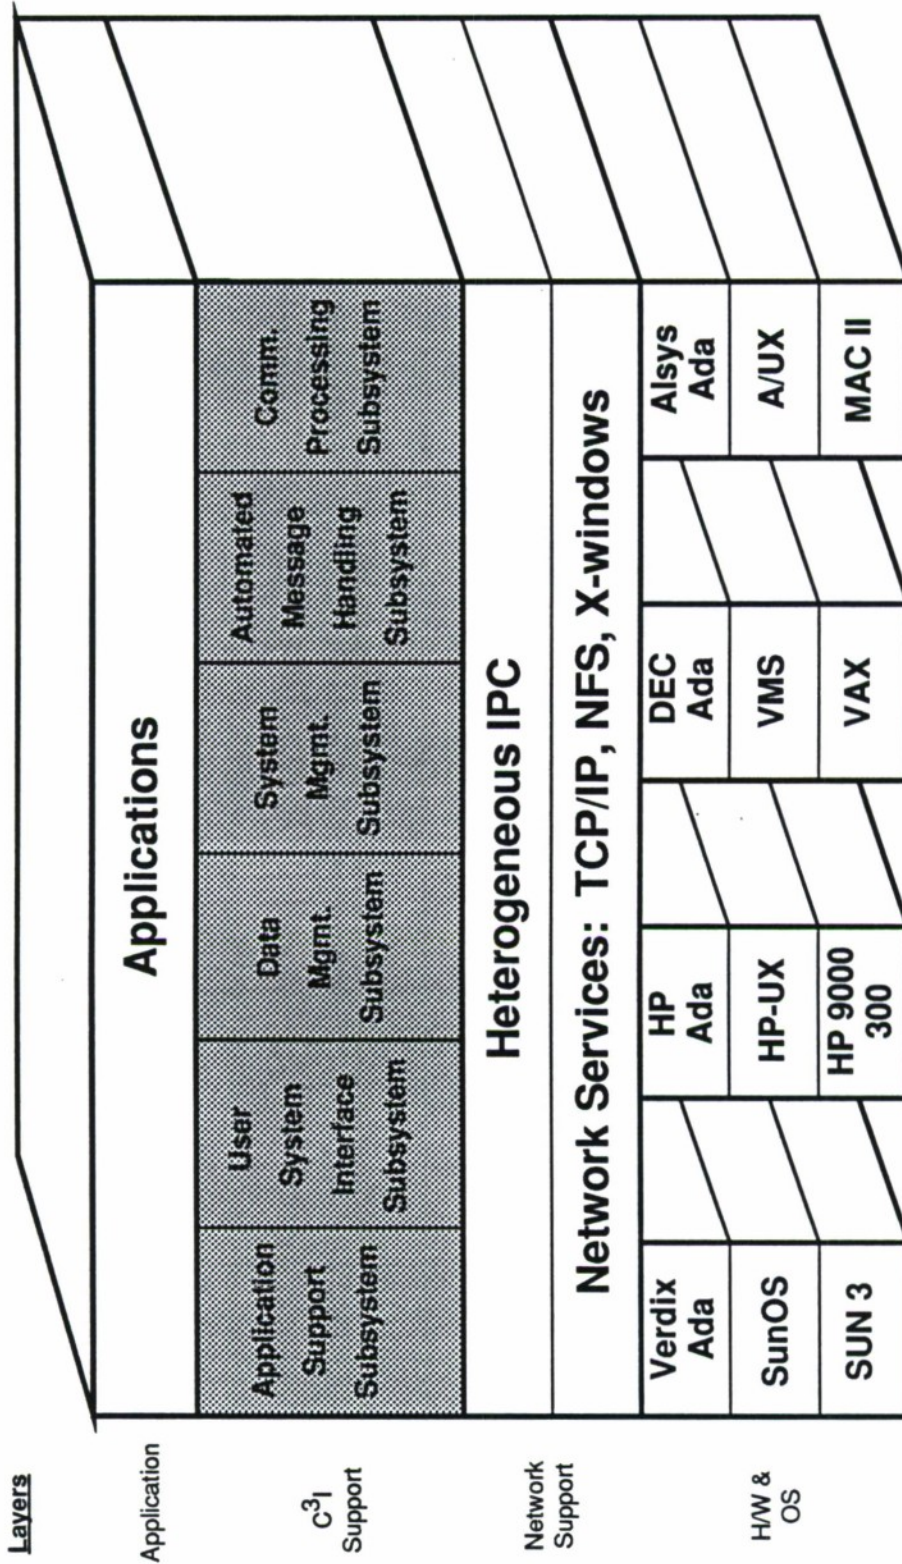 Layers
Application
Applications
C³I
Support
Application
Support
Subsystem
User
System
Interface
Subsystem
Data
Mgmt.
Subsystem
System
Mgmt.
Subsystem
Automated
Message
Handling
Subsystem
Comm.
Processing
Subsystem
Network
Support
Heterogeneous IPC
Network Services: TCP/IP, NFS, X-windows
H/W &
OS
Verdix
Ada
HP
Ada
DEC
Ada
Alsys
Ada
SunOS
HP-UX
VMS
A/UX
SUN 3
HP 9000
300
VAX
MAC II